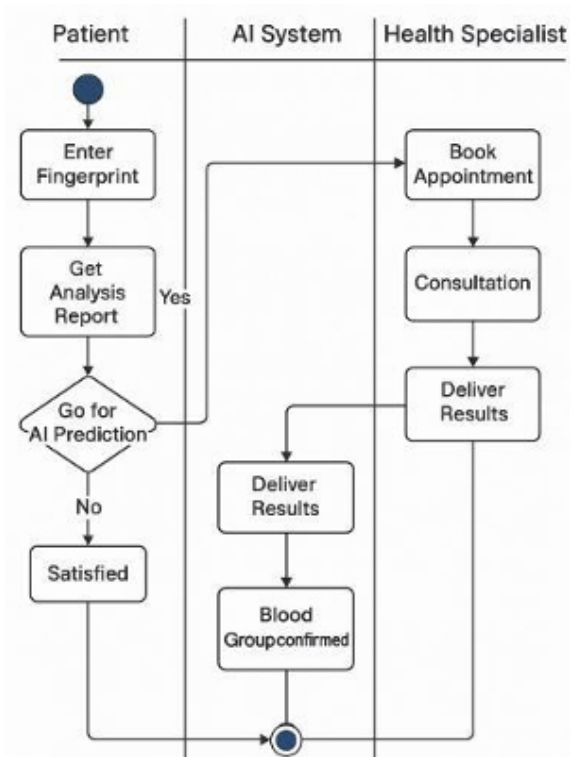 Patient
AI System
Health Specialist
Enter
Fingerprint
Get
Analysis
Report
Yes
Go for
AI Prediction
No
Satisfied
Book
Appointment
Consultation
Deliver
Results
Deliver
Results
Blood
Groupconfirmed